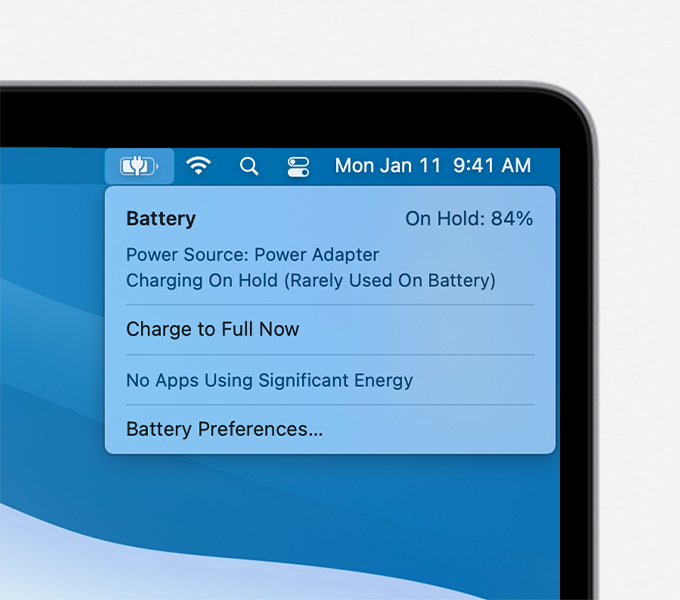 Mon Jan 11 9:41 AM
Battery On Hold: 84%
Power Source: Power Adapter
Charging On Hold (Rarely Used On Battery)
Charge to Full Now
No Apps Using Significant Energy
Battery Preferences...